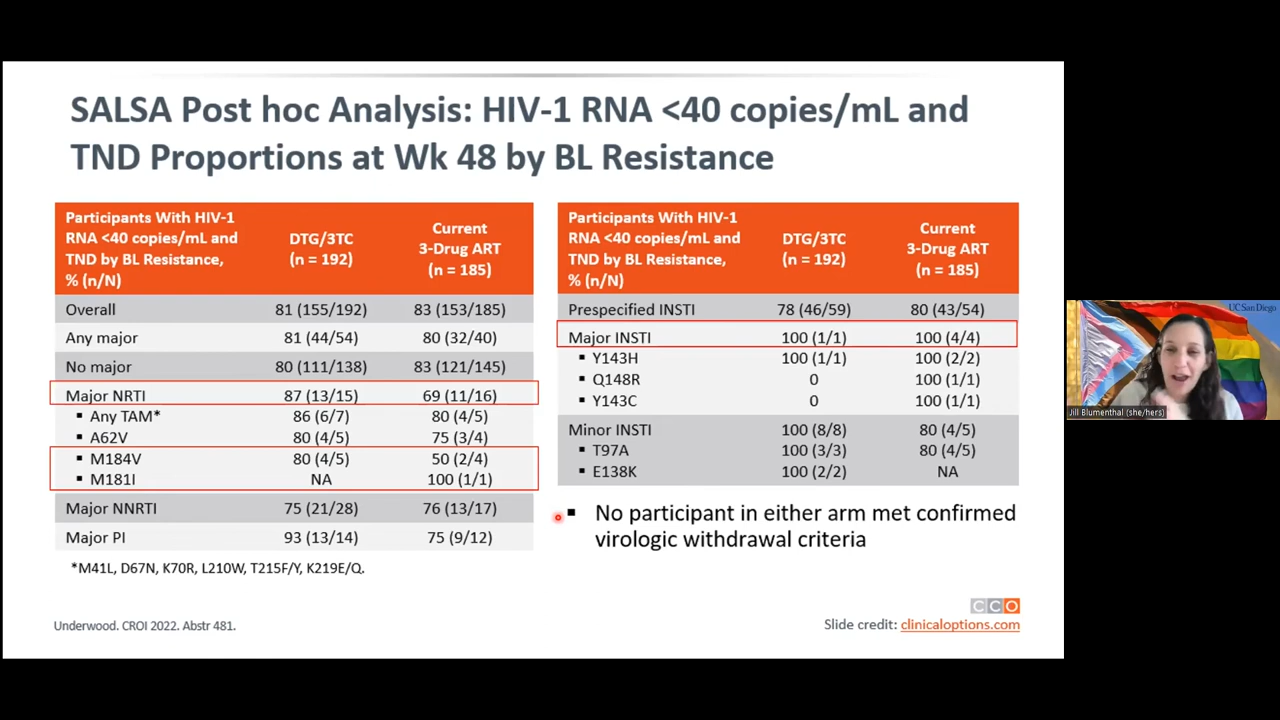 SALSA Post hoc Analysis: HIV-1 RNA <40 copies/mL and
TND Proportions at Wk 48 by BL Resistance
Participants With HIV-1
RNA <40 copies/mL and
TND by BL Resistance,
% (n/N)
DTG/3TC
(n = 192)
Current
3-Drug ART
(n = 185)
Overall 81 (155/192) 83 (153/185)
Any major 81 (44/54) 80 (32/40)
No major 80 (111/138) 83 (121/145)
Major NRTI 87 (13/15) 69 (11/16)
▪ Any TAM* 86 (6/7) 80 (4/5)
▪ A62V 80 (4/5) 75 (3/4)
▪ M184V 80 (4/5) 50 (2/4)
▪ M181I NA 100 (1/1)
Major NNRTI 75 (21/28) 76 (13/17)
Major PI 93 (13/14) 75 (9/12)
*M41L, D67N, K70R, L210W, T215F/Y, K219E/Q.
Participants With HIV-1
RNA <40 copies/mL and
TND by BL Resistance,
% (n/N)
DTG/3TC
(n = 192)
Current
3-Drug ART
(n = 185)
Prespecified INSTI 78 (46/59) 80 (43/54)
Major INSTI 100 (1/1) 100 (4/4)
▪ Y143H 100 (1/1) 100 (2/2)
▪ Q148R 0 100 (1/1)
▪ Y143C 0 100 (1/1)
Minor INSTI 100 (8/8) 80 (4/5)
▪ T97A 100 (3/3) 80 (4/5)
▪ E138K 100 (2/2) NA
▪ No participant in either arm met confirmed
virologic withdrawal criteria
Underwood. CROI 2022. Abstr 481.
CCO
Slide credit: clinicaloptions.com
UC San Diego
Jill Blumenthal (she/hers)